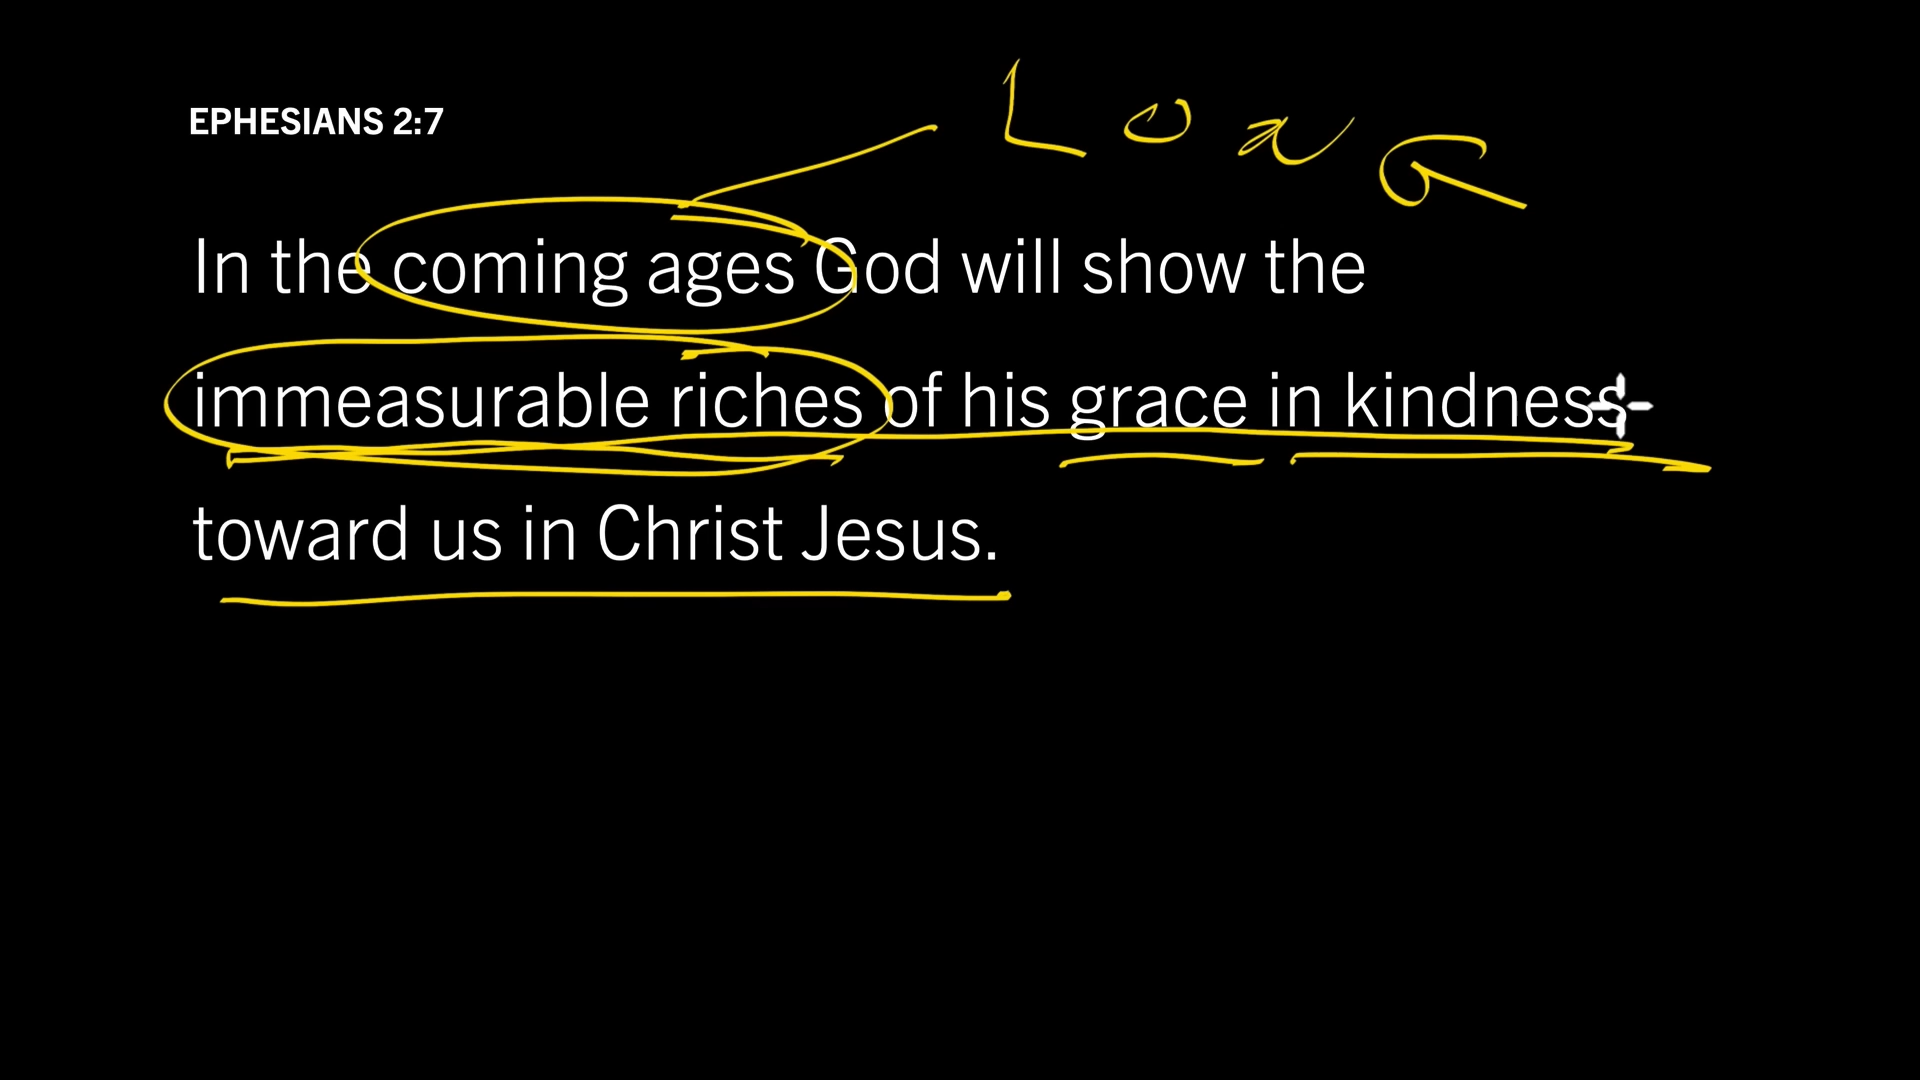 EPHESIANS 2:7
Long
In the coming ages God will show the
immeasurable riches of his grace in kindness
toward us in Christ Jesus.